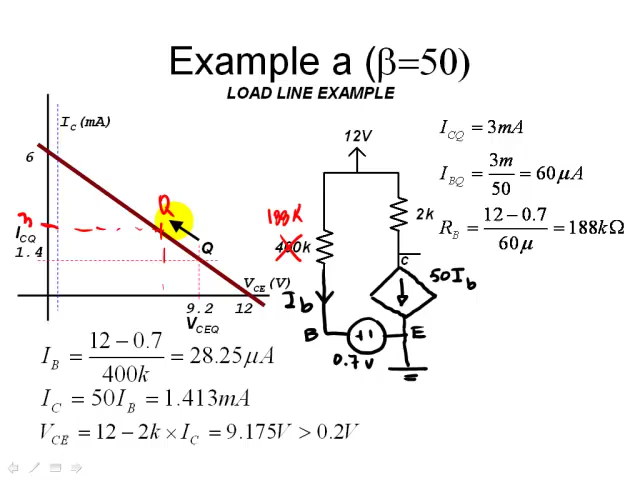 Example a (β=50)
LOAD LINE EXAMPLE
I_C (mA)
6
3
I_CQ
1.4
Q
Q
V_CE (V)
9.2 12
V_CEQ
12V
188K
400k
2k
C
50I_b
I_b
B
E
0.7V
I_CQ = 3mA
I_BQ = 3m/50 = 60μA
R_B = (12−0.7)/60μ = 188kΩ
I_B = (12−0.7)/400k = 28.25μA
I_C = 50I_B = 1.413mA
V_CE = 12−2k×I_C = 9.175V > 0.2V